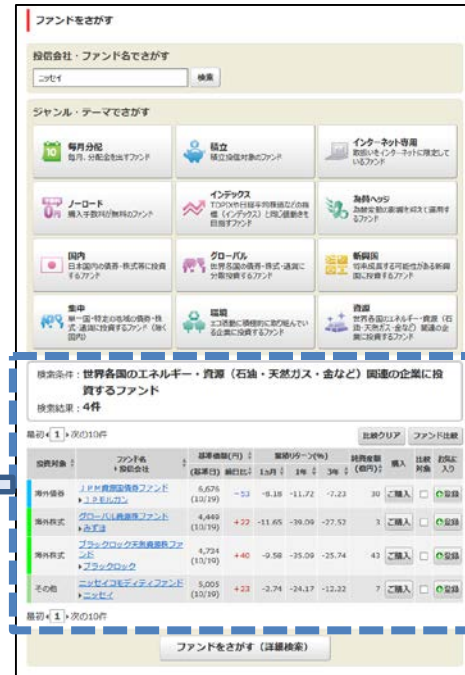 ファンドをさがす
投信会社・ファンド名でさがす
ニッセイ 検索
ジャンル・テーマでさがす
毎月分配
毎月、分配金を出すファンド
積立
積立投信対象のファンド
インターネット専用
取扱いをインターネットに限定して
いるファンド
ノーロード
購入手数料が無料のファンド
インデックス
TOPIXや日経平均株価などの指
標(インデックス)と同じ値動きを
目指すファンド
為替ヘッジ
為替変動の影響を抑えて運用す
るファンド
国内
日本国内の債券・株式等に投資
するファンド
グローバル
世界各国の債券・株式・通貨に
分散投資するファンド
新興国
切率成長する可能性がある新興
国に投資するファンド
集中
単一国・特定の地域の債券・株
式・通貨に投資するファンド(除く
国内)
環境
エコ活動に積極的に取り組んでい
る企業に投資するファンド
資源
世界各国のエネルギー・資源(石
油・天然ガス・金など)関連の企
業に投資するファンド
検索条件:世界各国のエネルギー・資源(石油・天然ガス・金など)関連の企業に投
資するファンド
検索結果:4件
最初 1 次の10件 比較クリア ファンド比較
投資対象 ファンド名 基準価額(円) 騰落リターン(%) 純資産額 購入 比較 お気に
投信会社 (基準日) 前日比 1ヵ月 1年 3年 (億円) 対象 入り
海外債券 JPM資源国債券ファンド 6,676 -53 -8.18 -11.72 -7.23 30 ご購入 登録
JPモルガン (10/19)
海外株式 グローバル資源株ファンド 4,449 +22 -11.65 -39.09 -27.52 3 ご購入 登録
みずほ (10/19)
海外株式 ブラックロック天然資源株ファ 4,724 +40 -9.58 -35.09 -25.74 43 ご購入 登録
ンド (10/19)
ブラックロック
その他 ニッセイコモディティファンド 5,005 +23 -2.74 -24.17 -12.22 7 ご購入 登録
ニッセイ (10/19)
最初 1 次の10件
ファンドをさがす(詳細検索)